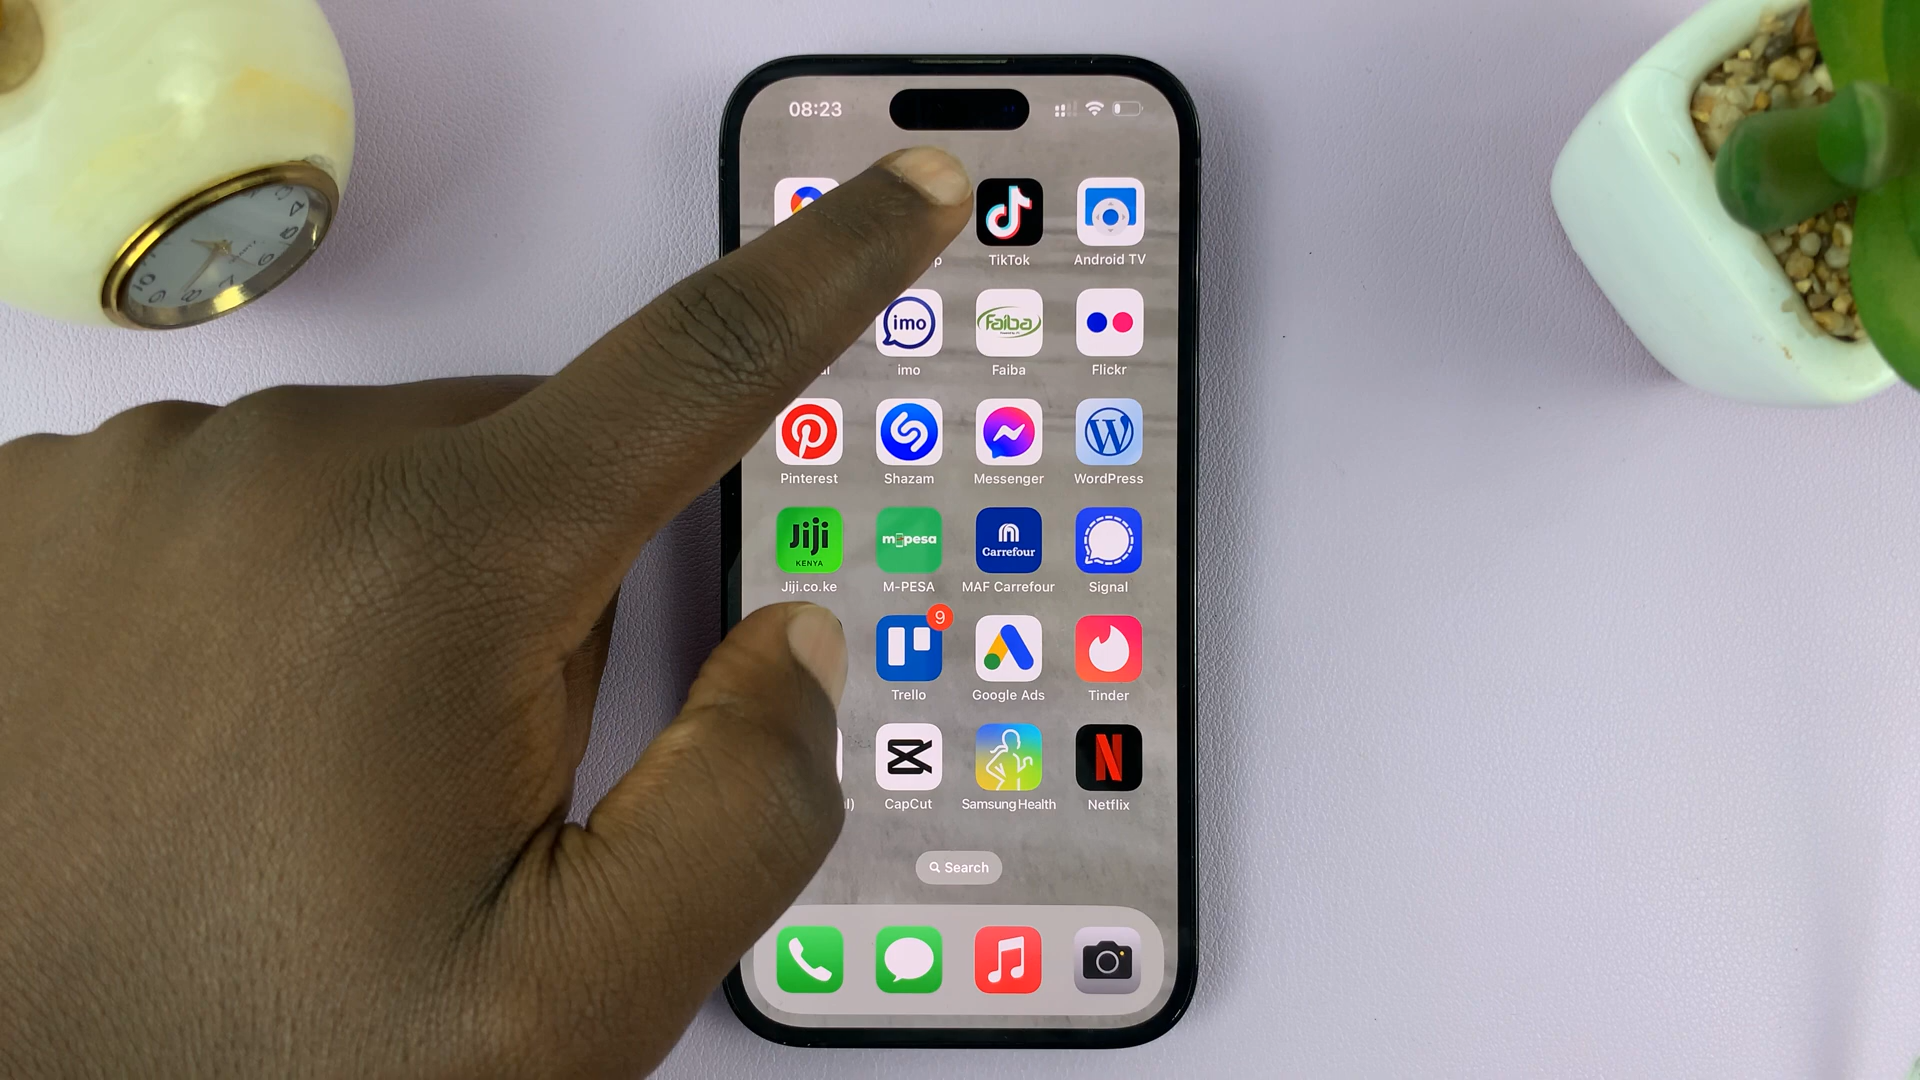 08:23
TikTok
Android TV
imo
Faiba
imo
Faiba
Flickr
Pinterest
Shazam
Messenger
WordPress
Jiji
KENYA
m-pesa
Carrefour
Jiji.co.ke
M-PESA
MAF Carrefour
Signal
9
Trello
Google Ads
Tinder
CapCut
Samsung Health
Netflix
Search